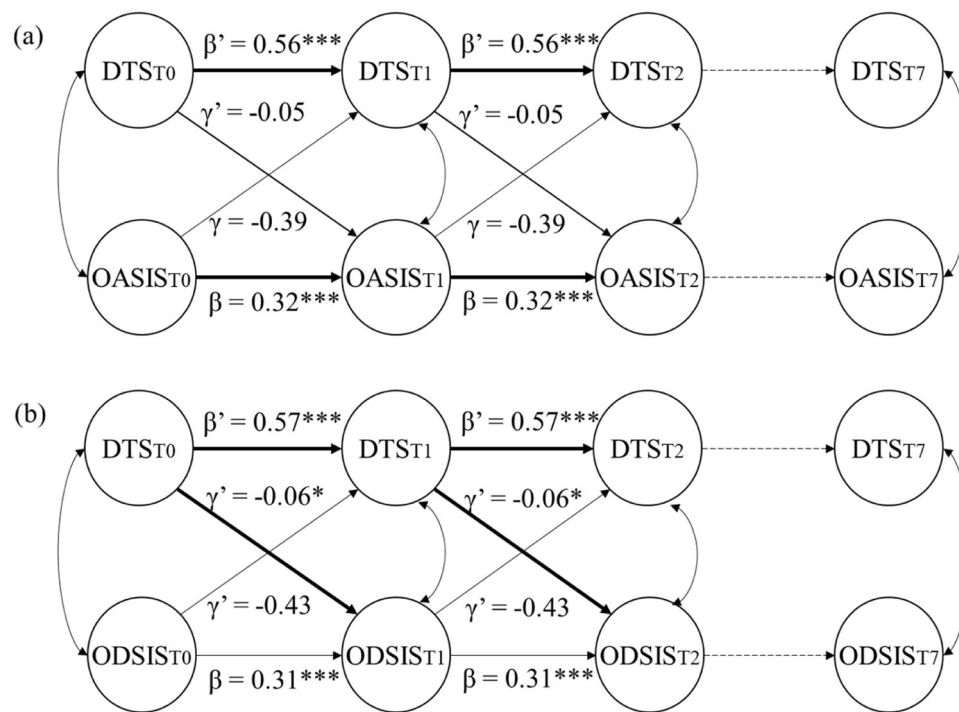 (a)
β’ = 0.56*** β’ = 0.56***
DTST0 DTST1 DTST2 DTST7
γ’ = -0.05 γ’ = -0.05
γ = -0.39 γ = -0.39
OASIST0 OASIST1 OASIST2 OASIST7
β = 0.32*** β = 0.32***
(b)
β’ = 0.57*** β’ = 0.57***
DTST0 DTST1 DTST2 DTST7
γ’ = -0.06* γ’ = -0.06*
γ’ = -0.43 γ’ = -0.43
ODSIST0 ODSIST1 ODSIST2 ODSIST7
β = 0.31*** β = 0.31***